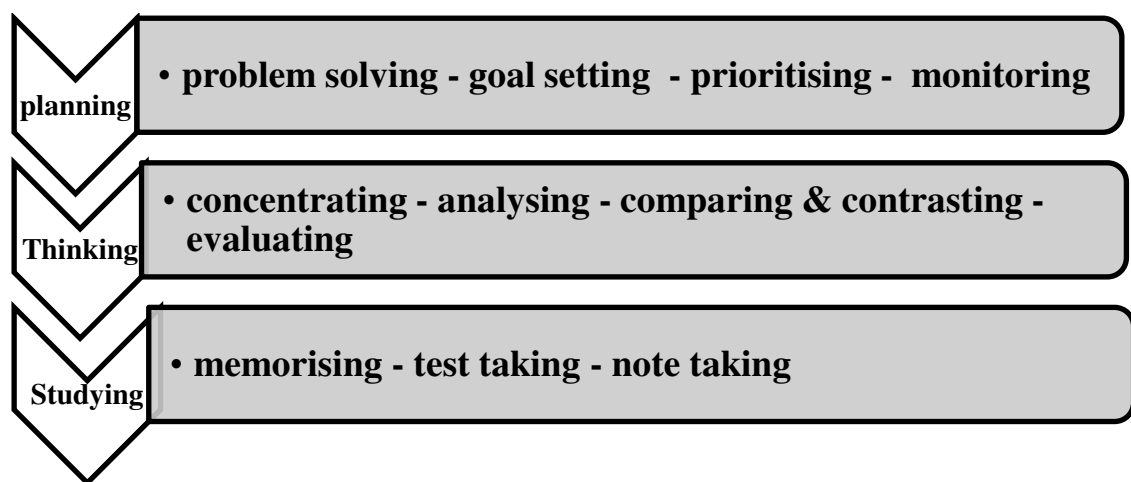 planning
• problem solving - goal setting - prioritising - monitoring
Thinking
• concentrating - analysing - comparing & contrasting -
evaluating
Studying
• memorising - test taking - note taking